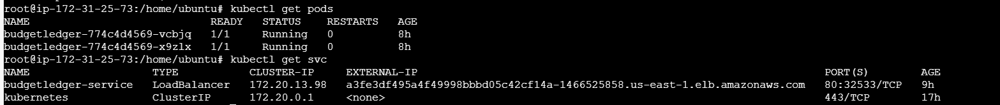 root@ip-172-31-25-73:/home/ubuntu# kubectl get pods
NAME                            READY   STATUS    RESTARTS   AGE
budgetledger-774c4d4569-vcbjq   1/1     Running   0          8h
budgetledger-774c4d4569-x9zlx   1/1     Running   0          8h
root@ip-172-31-25-73:/home/ubuntu# kubectl get svc
NAME                   TYPE           CLUSTER-IP     EXTERNAL-IP                                                               PORT(S)        AGE
budgetledger-service   LoadBalancer   172.20.13.98   a3fe3df495a4f49998bbbd05c42cf14a-1466525858.us-east-1.elb.amazonaws.com   80:32533/TCP   9h
kubernetes             ClusterIP      172.20.0.1     <none>                                                                    443/TCP        17h